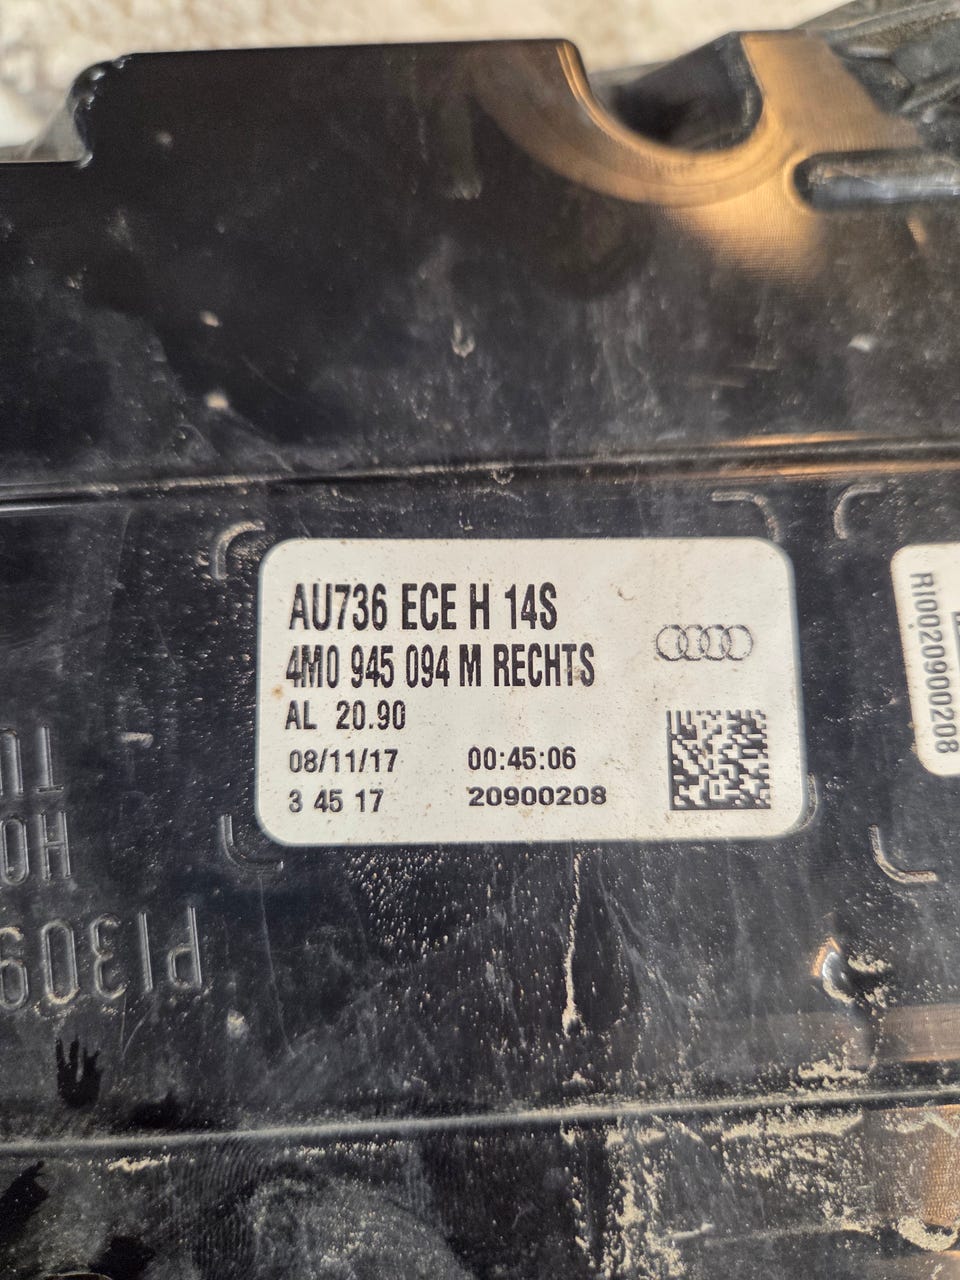 AU736 ECE H 14S
4M0 945 094 M RECHTS
AL 20.90
08/11/17 00:45:06
3 45 17 20900208
RI0020900208